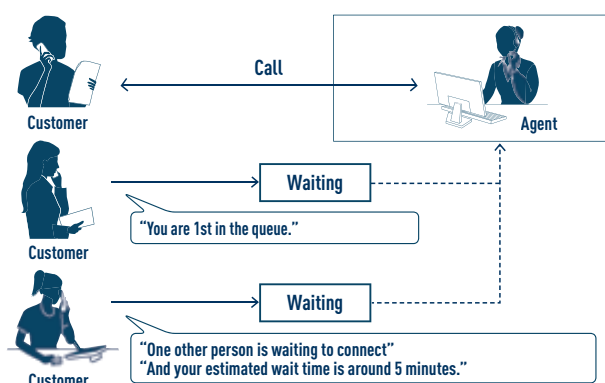 Call
Customer
Agent
Waiting
“You are 1st in the queue.”
Customer
Waiting
“One other person is waiting to connect”
“And your estimated wait time is around 5 minutes.”
Customer